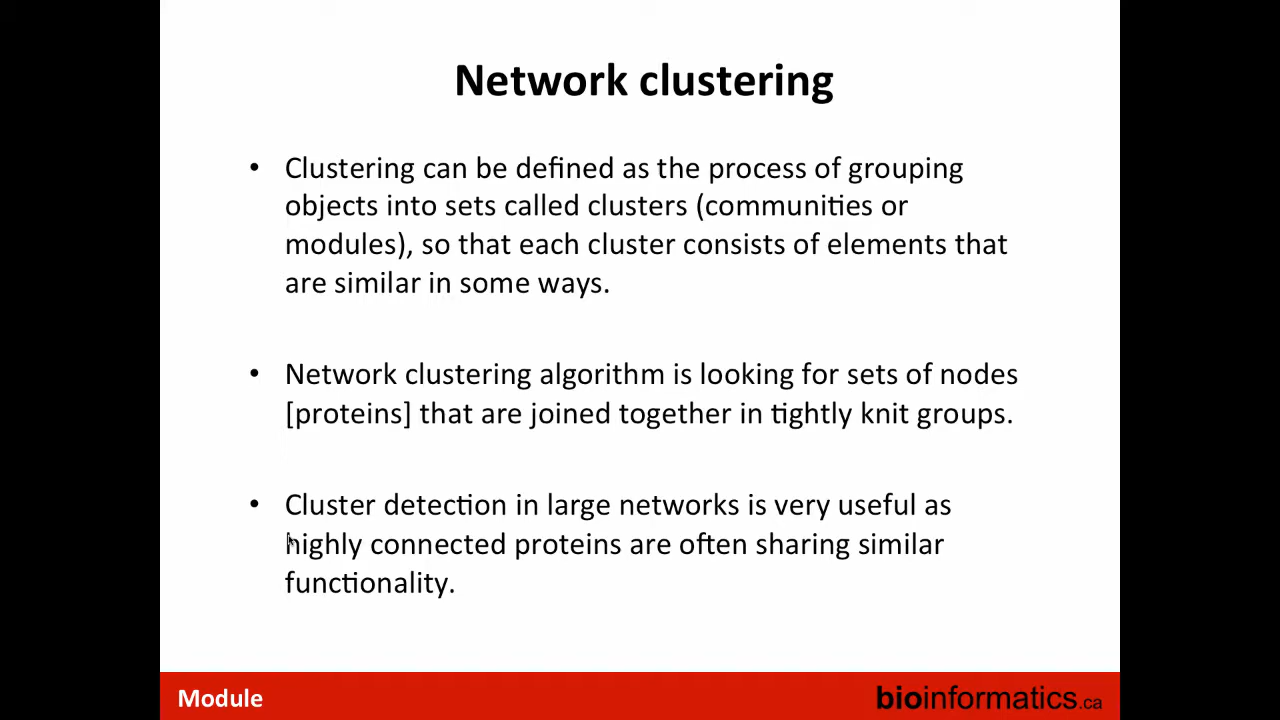 Network clustering
• Clustering can be defined as the process of grouping
objects into sets called clusters (communities or
modules), so that each cluster consists of elements that
are similar in some ways.
• Network clustering algorithm is looking for sets of nodes
[proteins] that are joined together in tightly knit groups.
• Cluster detection in large networks is very useful as
highly connected proteins are often sharing similar
functionality.
Module
bioinformatics.ca